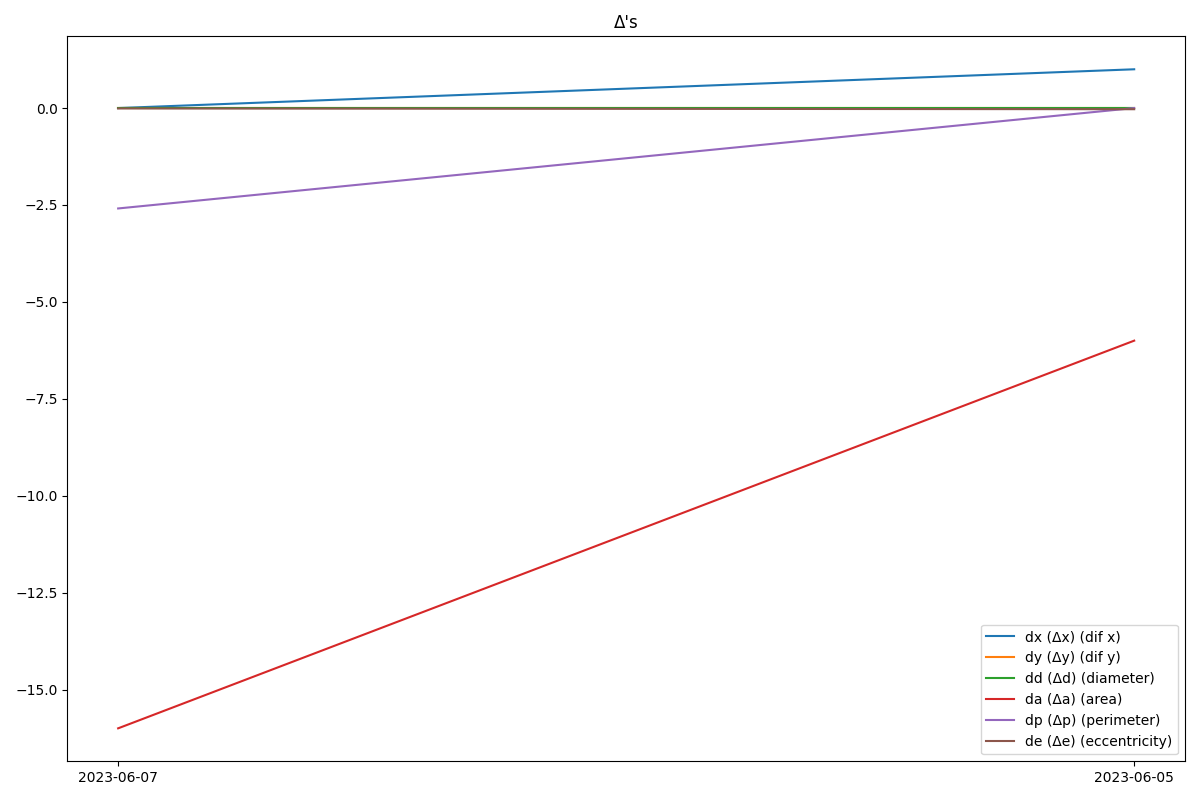 Δ's
0.0
−2.5
−5.0
−7.5
−10.0
−12.5
−15.0
2023-06-07
2023-06-05
dx (Δx) (dif x)
dy (Δy) (dif y)
dd (Δd) (diameter)
da (Δa) (area)
dp (Δp) (perimeter)
de (Δe) (eccentricity)